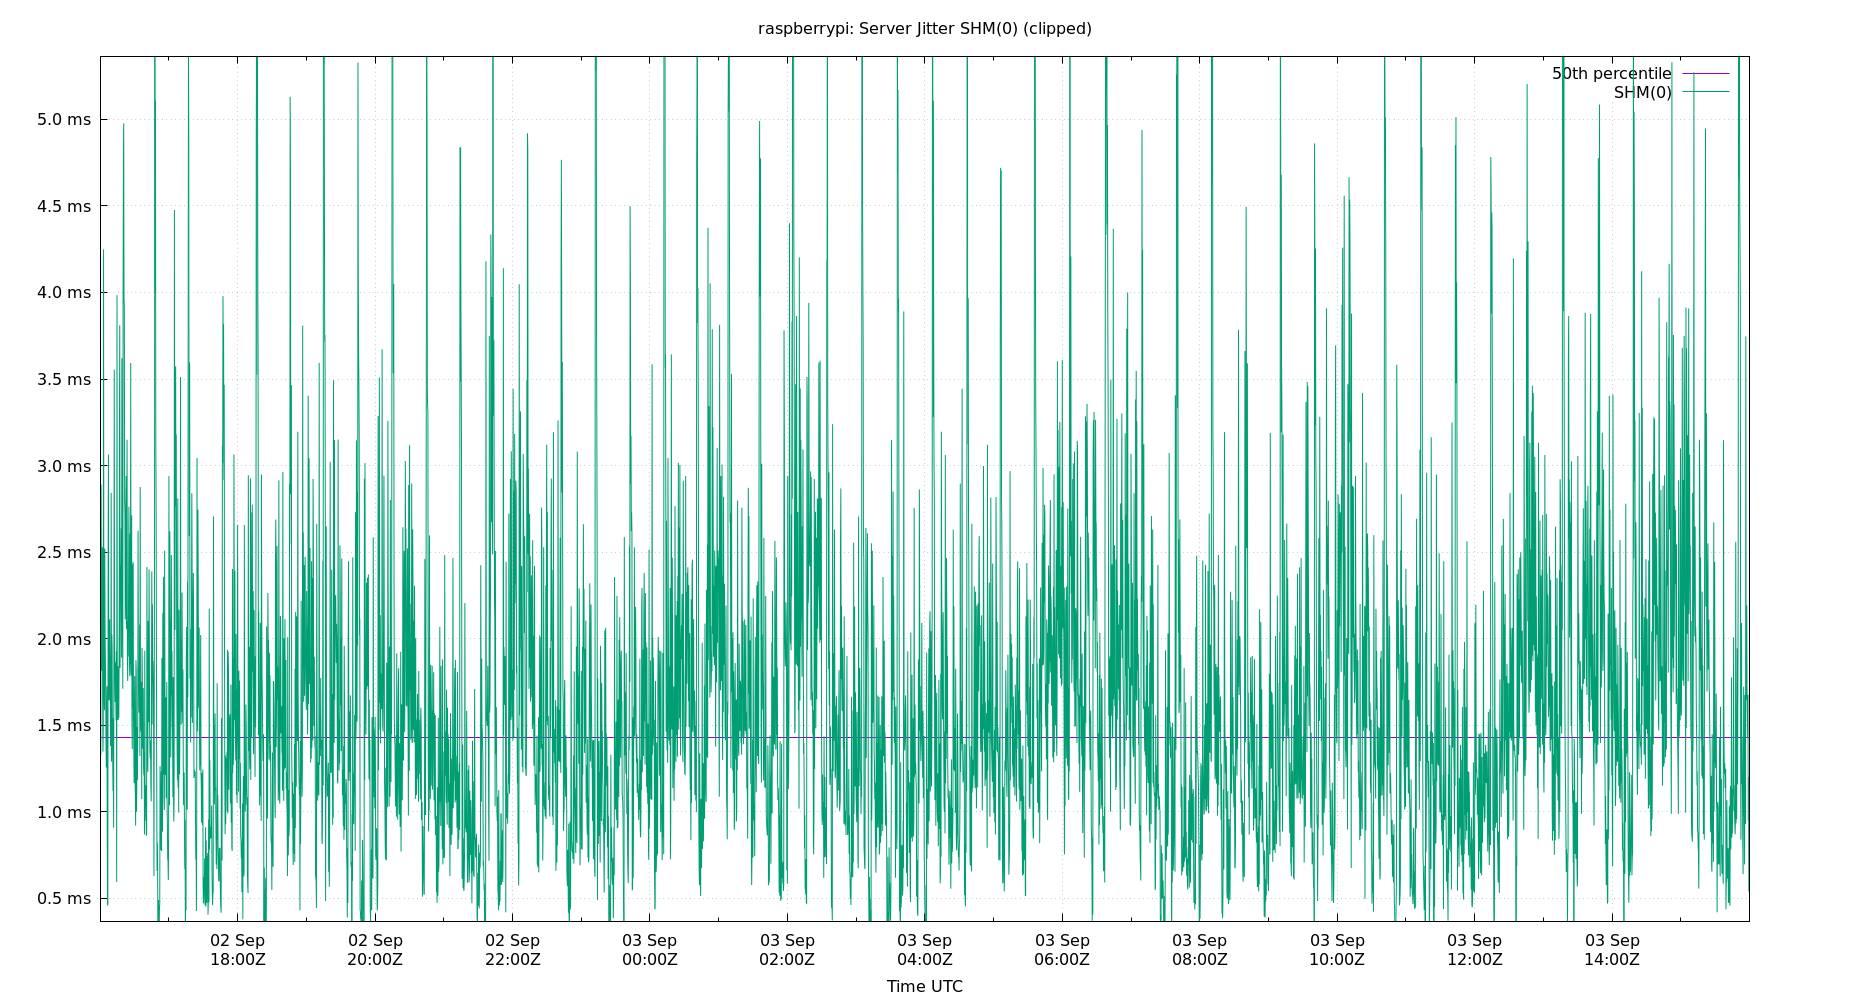 raspberrypi: Server Jitter SHM(0) (clipped)
50th percentile
SHM(0)
5.0 ms
4.5 ms
4.0 ms
3.5 ms
3.0 ms
2.5 ms
2.0 ms
1.5 ms
1.0 ms
0.5 ms
02 Sep 02 Sep 02 Sep 03 Sep 03 Sep 03 Sep 03 Sep 03 Sep 03 Sep 03 Sep 03 Sep
18:00Z 20:00Z 22:00Z 00:00Z 02:00Z 04:00Z 06:00Z 08:00Z 10:00Z 12:00Z 14:00Z
Time UTC